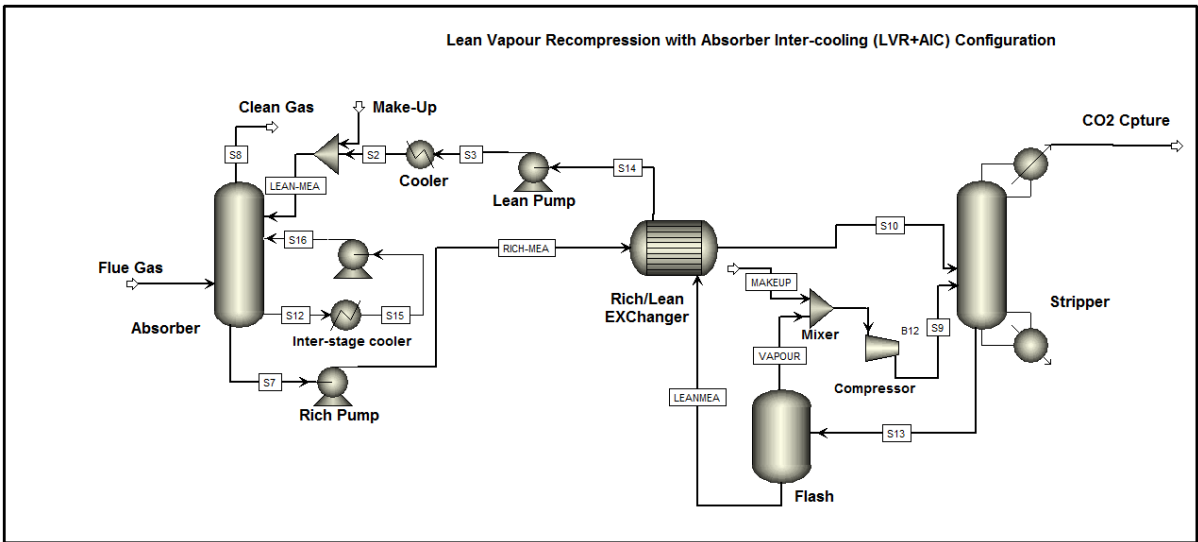 Lean Vapour Recompression with Absorber Inter-cooling (LVR+AIC) Configuration
Clean Gas
Make-Up
CO2 Cpture
S8
S2
S3
S14
Cooler
Lean Pump
LEAN-MEA
S16
RICH-MEA
S10
Flue Gas
MAKEUP
Rich/Lean
EXChanger
Stripper
Absorber
S12
S15
Inter-stage cooler
Mixer
B12
S9
VAPOUR
Compressor
S7
Rich Pump
LEANMEA
S13
Flash